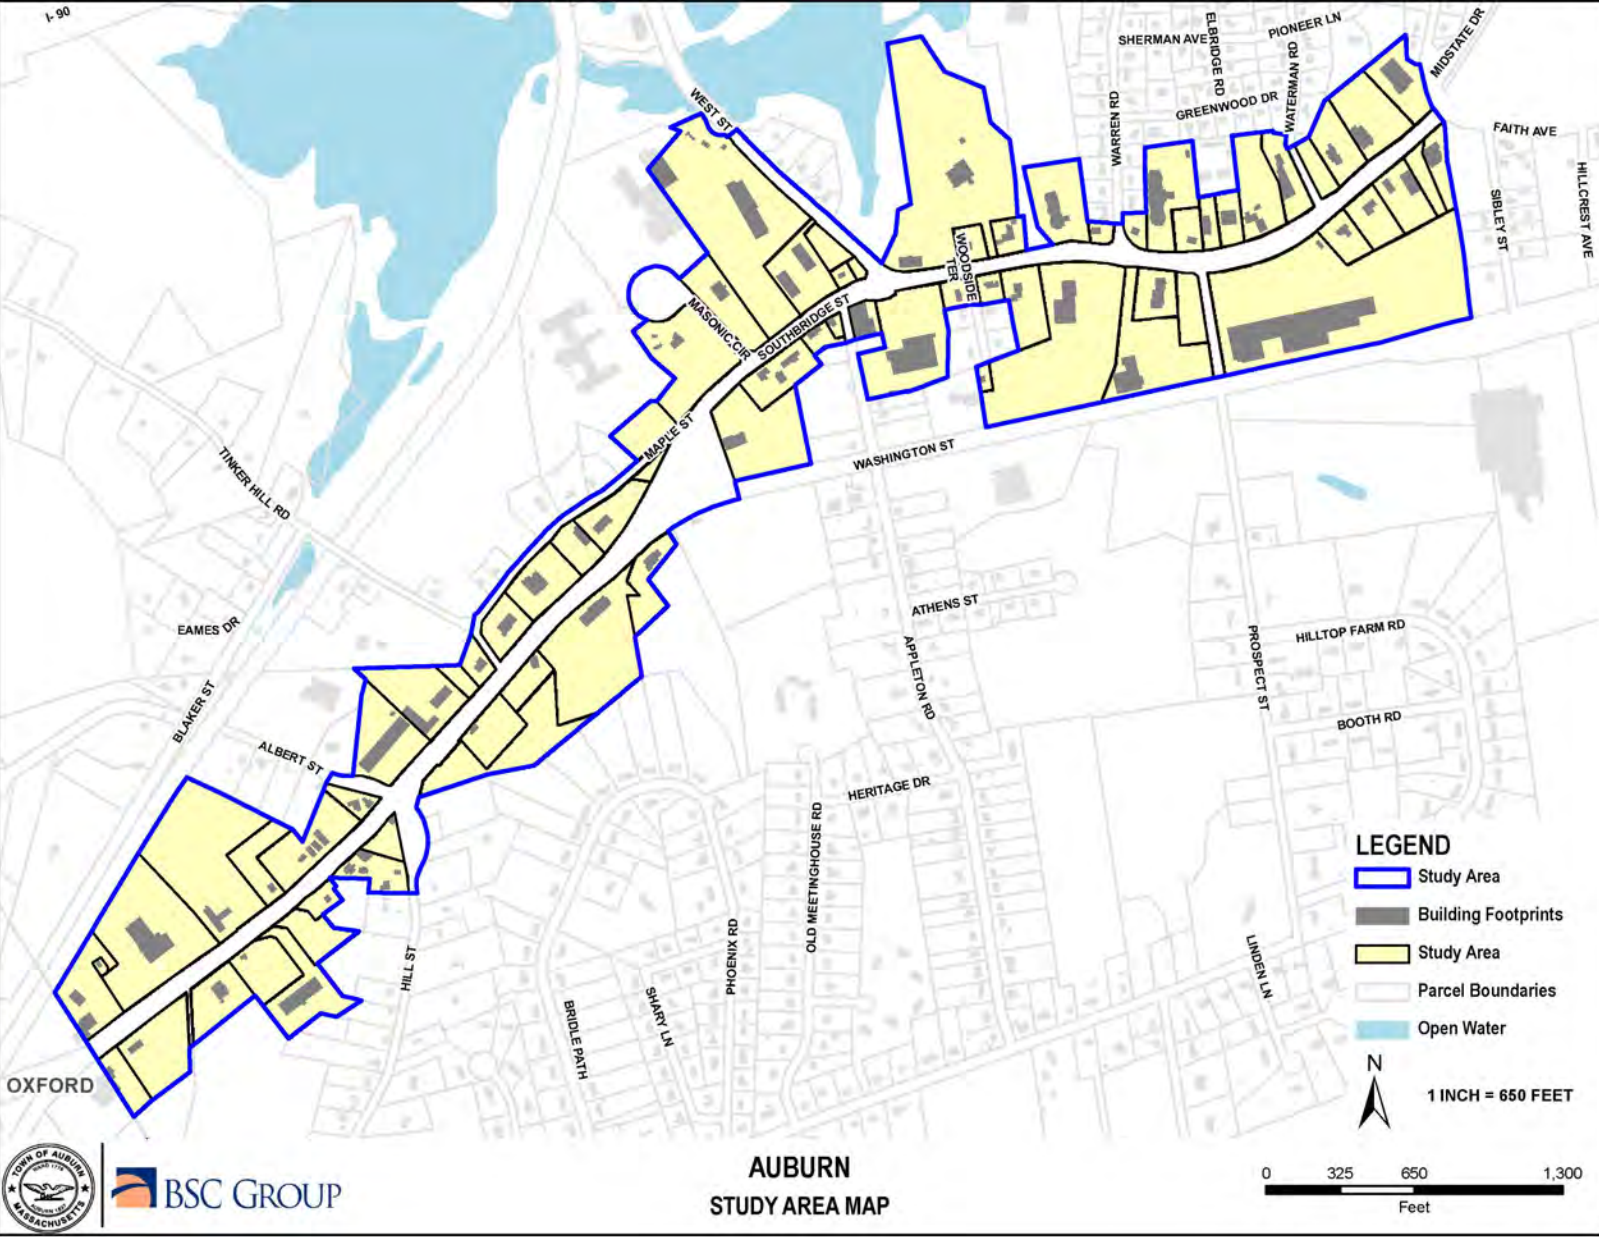 I- 90
SHERMAN AVE
ELBRIDGE RD
PIONEER LN
MIDSTATE DR
WATERMAN RD
WEST ST
WARREN RD
GREENWOOD DR
FAITH AVE
HILLCREST AVE
SIBLEY ST
WOODSIDE
TER
MASONIC CIR
SOUTHBRIDGE ST
MAPLE ST
WASHINGTON ST
TINKER HILL RD
ATHENS ST
EAMES DR
APPLETON RD
PROSPECT ST
HILLTOP FARM RD
BLAKER ST
BOOTH RD
ALBERT ST
HERITAGE DR
OLD MEETINGHOUSE RD
PHOENIX RD
HILL ST
BRIDLE PATH
SHARY LN
LINDEN LN
OXFORD
LEGEND
Study Area
Building Footprints
Study Area
Parcel Boundaries
Open Water
N
1 INCH = 650 FEET
TOWN OF AUBURN
MASSACHUSETTS
BSC GROUP
AUBURN
STUDY AREA MAP
0 325 650 1,300
Feet